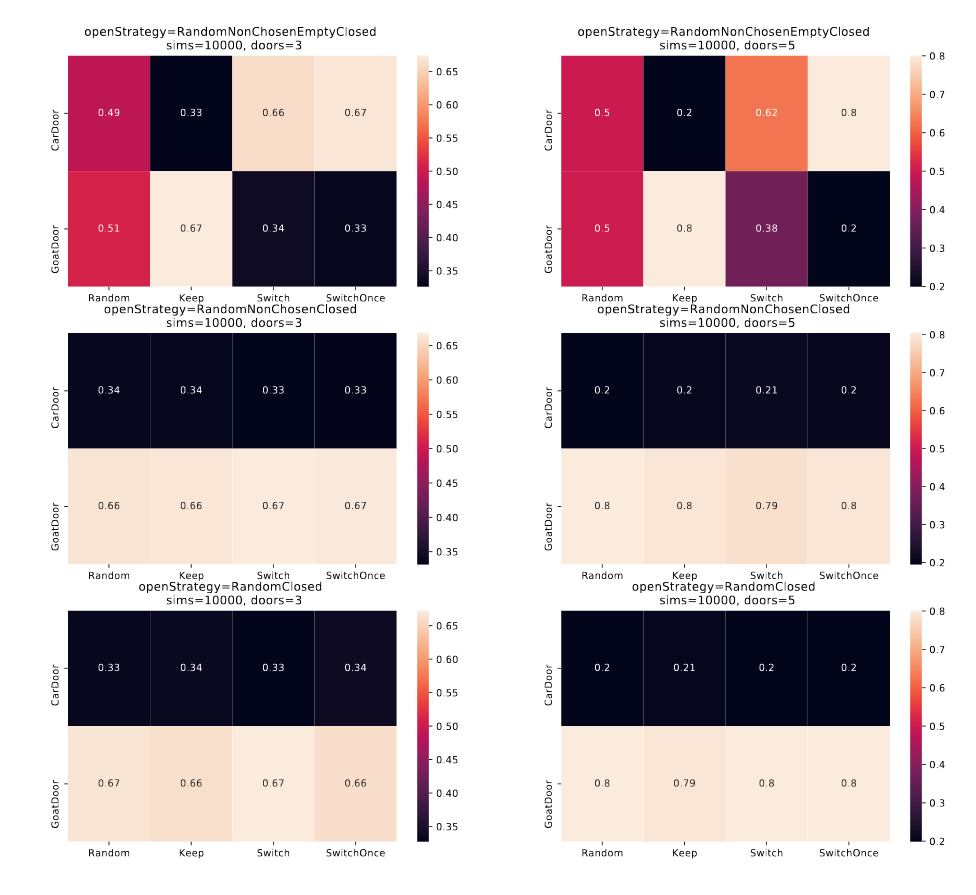 openStrategy=RandomNonChosenEmptyClosed
sims=10000, doors=3
CarDoor
GoatDoor
0.49 0.33 0.66 0.67
0.51 0.67 0.34 0.33
Random Keep Switch SwitchOnce
0.65
0.60
0.55
0.50
0.45
0.40
0.35
openStrategy=RandomNonChosenEmptyClosed
sims=10000, doors=5
CarDoor
GoatDoor
0.5 0.2 0.62 0.8
0.5 0.8 0.38 0.2
Random Keep Switch SwitchOnce
0.8
0.7
0.6
0.5
0.4
0.3
0.2
openStrategy=RandomNonChosenClosed
sims=10000, doors=3
CarDoor
GoatDoor
0.34 0.34 0.33 0.33
0.66 0.66 0.67 0.67
Random Keep Switch SwitchOnce
0.65
0.60
0.55
0.50
0.45
0.40
0.35
openStrategy=RandomNonChosenClosed
sims=10000, doors=5
CarDoor
GoatDoor
0.2 0.2 0.21 0.2
0.8 0.8 0.79 0.8
Random Keep Switch SwitchOnce
0.8
0.7
0.6
0.5
0.4
0.3
0.2
openStrategy=RandomClosed
sims=10000, doors=3
CarDoor
GoatDoor
0.33 0.34 0.33 0.34
0.67 0.66 0.67 0.66
Random Keep Switch SwitchOnce
0.65
0.60
0.55
0.50
0.45
0.40
0.35
openStrategy=RandomClosed
sims=10000, doors=5
CarDoor
GoatDoor
0.2 0.21 0.2 0.2
0.8 0.79 0.8 0.8
Random Keep Switch SwitchOnce
0.8
0.7
0.6
0.5
0.4
0.3
0.2